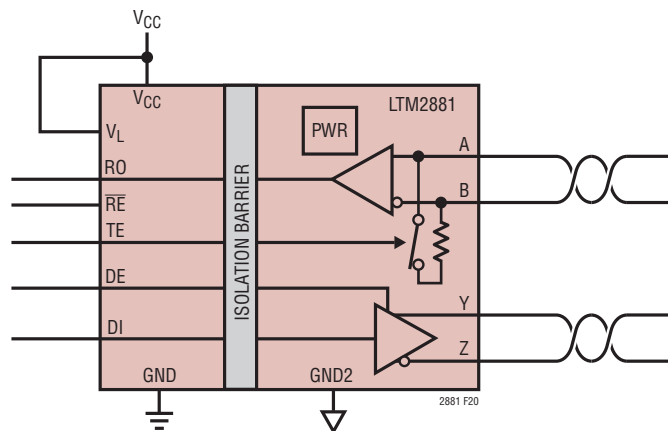 VCC
VCC
LTM2881
VL
PWR
A
RO
B
RE
TE
ISOLATION BARRIER
DE
Y
DI
Z
GND
GND2
2881 F20